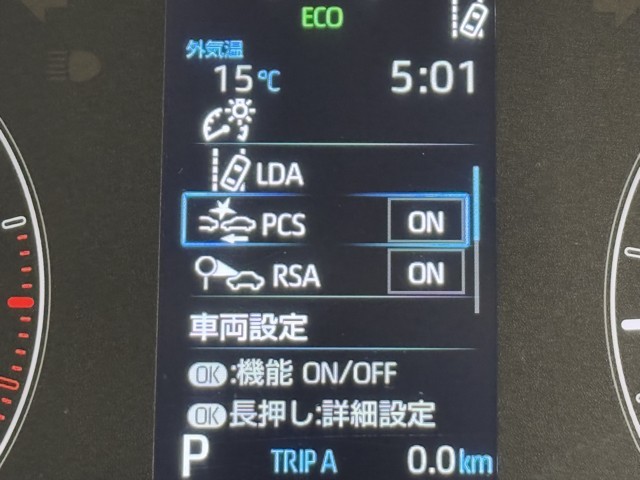 ECO
外気温
15℃ 5:01
LDA
PCS ON
RSA ON
車両設定
OK:機能 ON/OFF
OK長押し:詳細設定
P TRIP A 0.0km